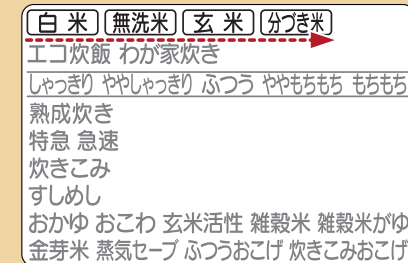 白米 無洗米 玄米 分づき米
エコ炊飯 わが家炊き
しゃっきり ややしゃっきり ふつう ややもちもち もちもち
熟成炊き
特急 急速
炊きこみ
すしめし
おかゆ おこわ 玄米活性 雑穀米 雑穀米がゆ
金芽米 蒸気セーブ ふつうおこげ 炊きこみおこげ